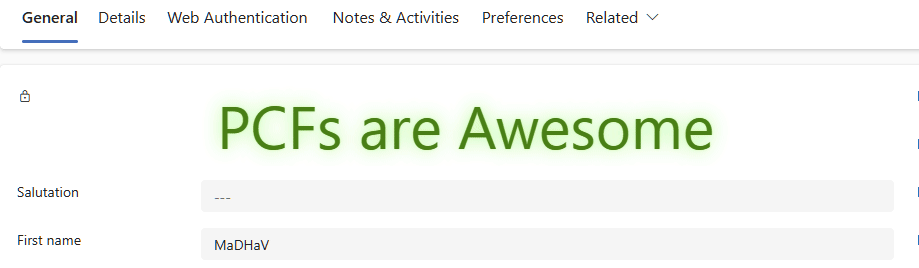 General Details Web Authentication Notes & Activities Preferences Related
PCFs are Awesome
Salutation ---
First name MaDHaV